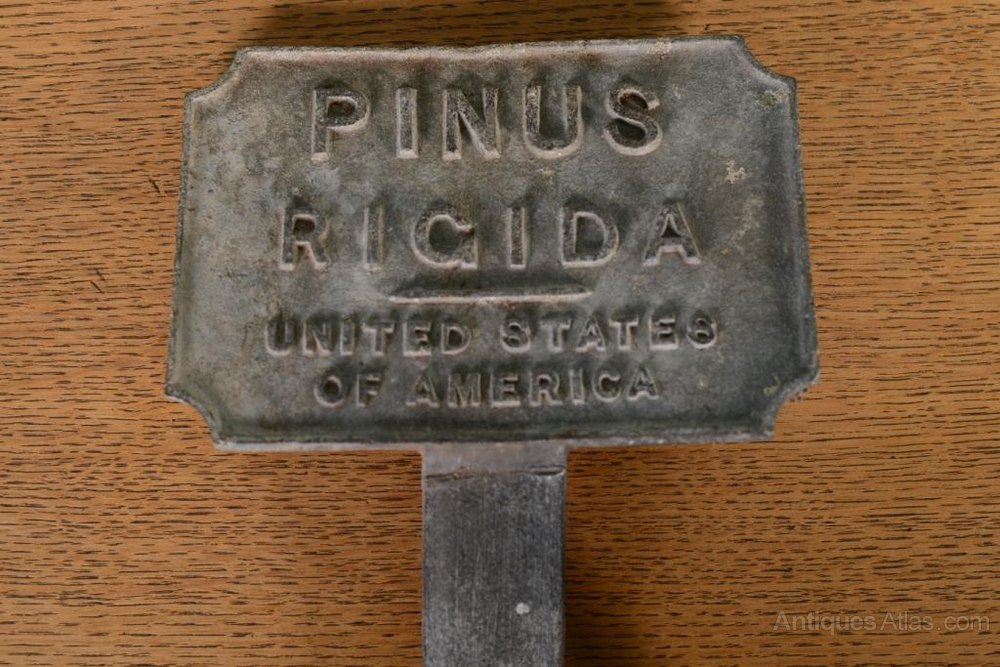 PINUS
RIGIDA
UNITED STATES
OF AMERICA
AntiquesAtlas.com